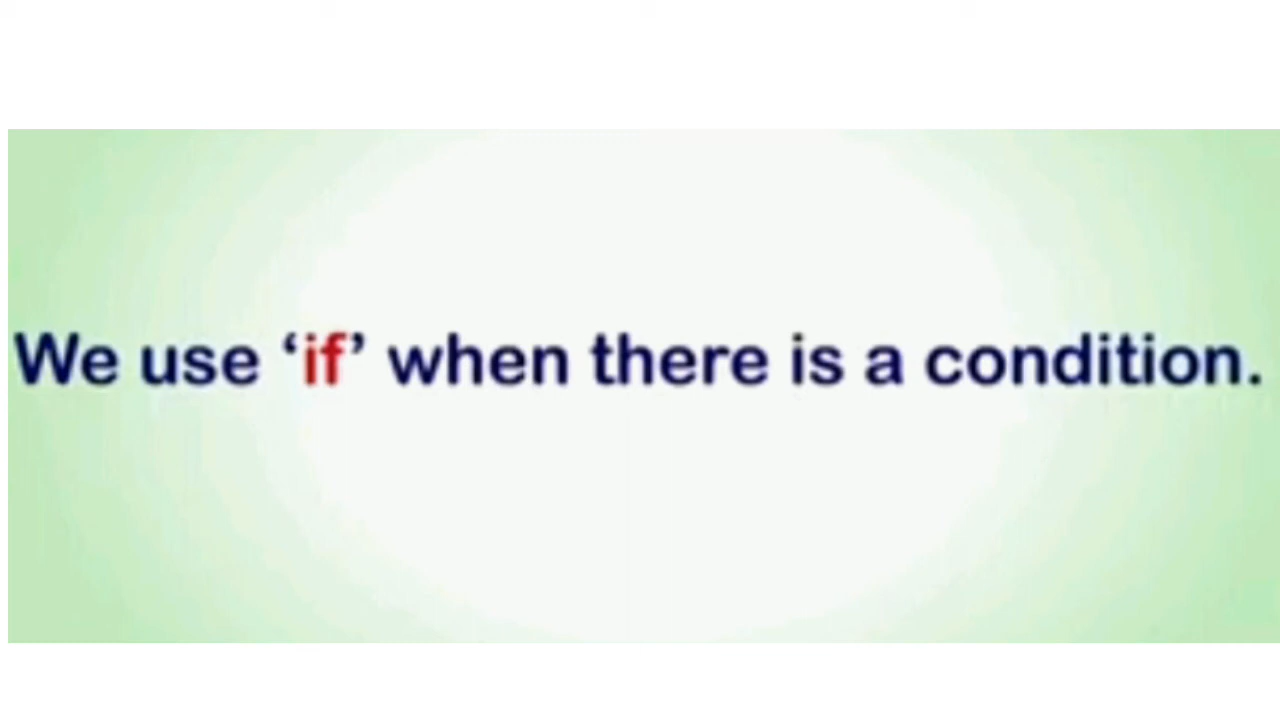 We use ‘if’ when there is a condition.